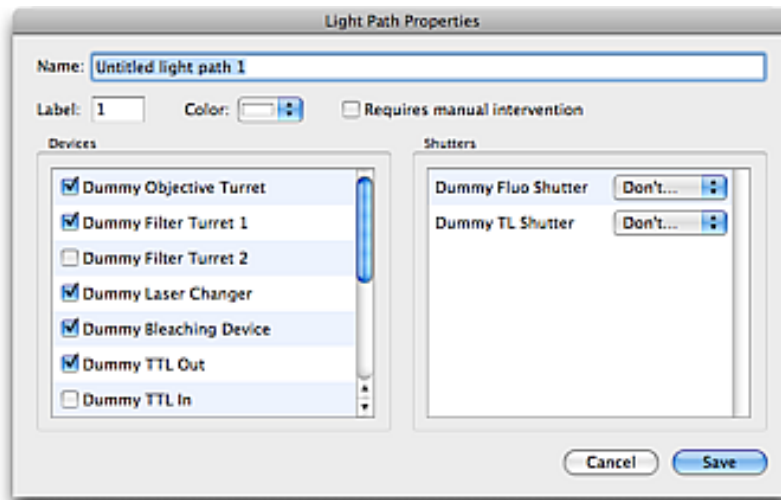 Light Path Properties
Name: Untitled light path 1
Label: 1 Color: Requires manual intervention
Devices
Dummy Objective Turret
Dummy Filter Turret 1
Dummy Filter Turret 2
Dummy Laser Changer
Dummy Bleaching Device
Dummy TTL Out
Dummy TTL In
Shutters
Dummy Fluo Shutter Don't...
Dummy TL Shutter Don't...
Cancel Save